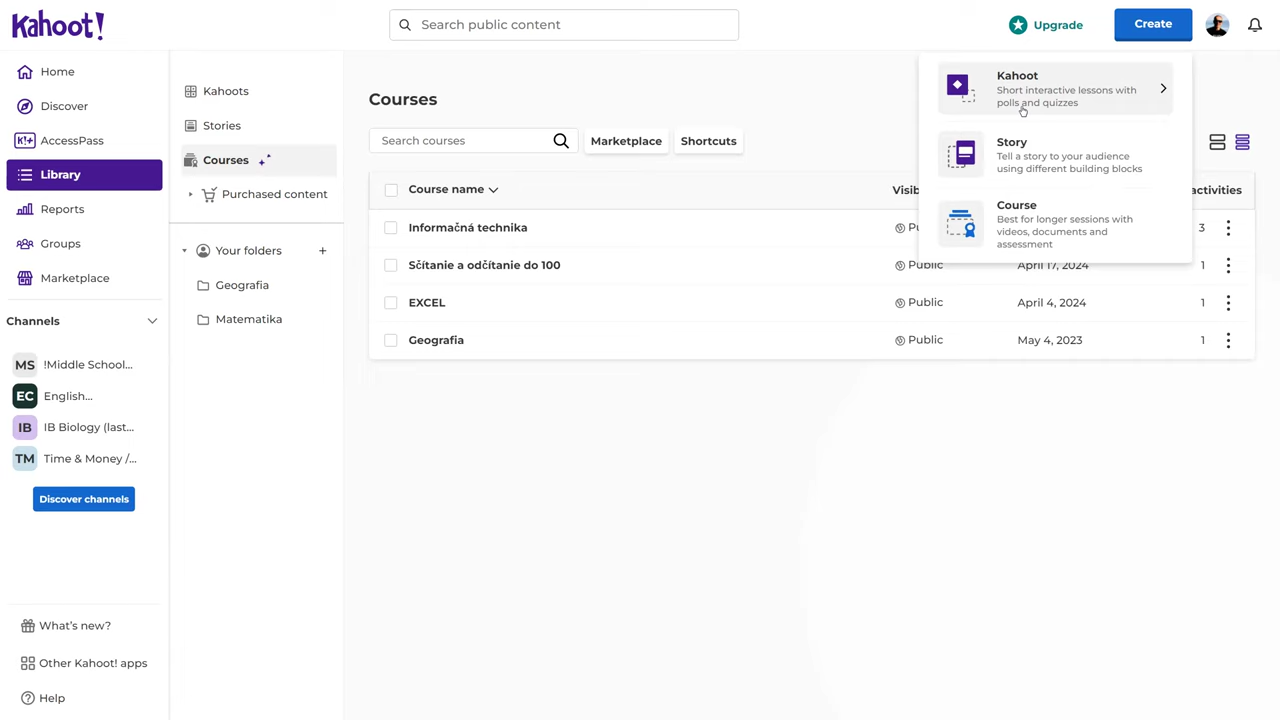 Kahoot!
Search public content
Upgrade
Create
Home
Discover
K!+ AccessPass
Library
Reports
Groups
Marketplace
Channels
MS !Middle School...
EC English...
IB IB Biology (last...
TM Time & Money /...
Discover channels
What's new?
Other Kahoot! apps
Help
Kahoots
Stories
Courses
Purchased content
Your folders +
Geografia
Matematika
Courses
Search courses
Marketplace
Shortcuts
Course name
activities
Informačná technika
3
Sčítanie a odčítanie do 100 Public April 17, 2024 1
EXCEL Public April 4, 2024 1
Geografia Public May 4, 2023 1
Kahoot
Short interactive lessons with
polls and quizzes
Story
Tell a story to your audience
using different building blocks
Course
Best for longer sessions with
videos, documents and
assessment